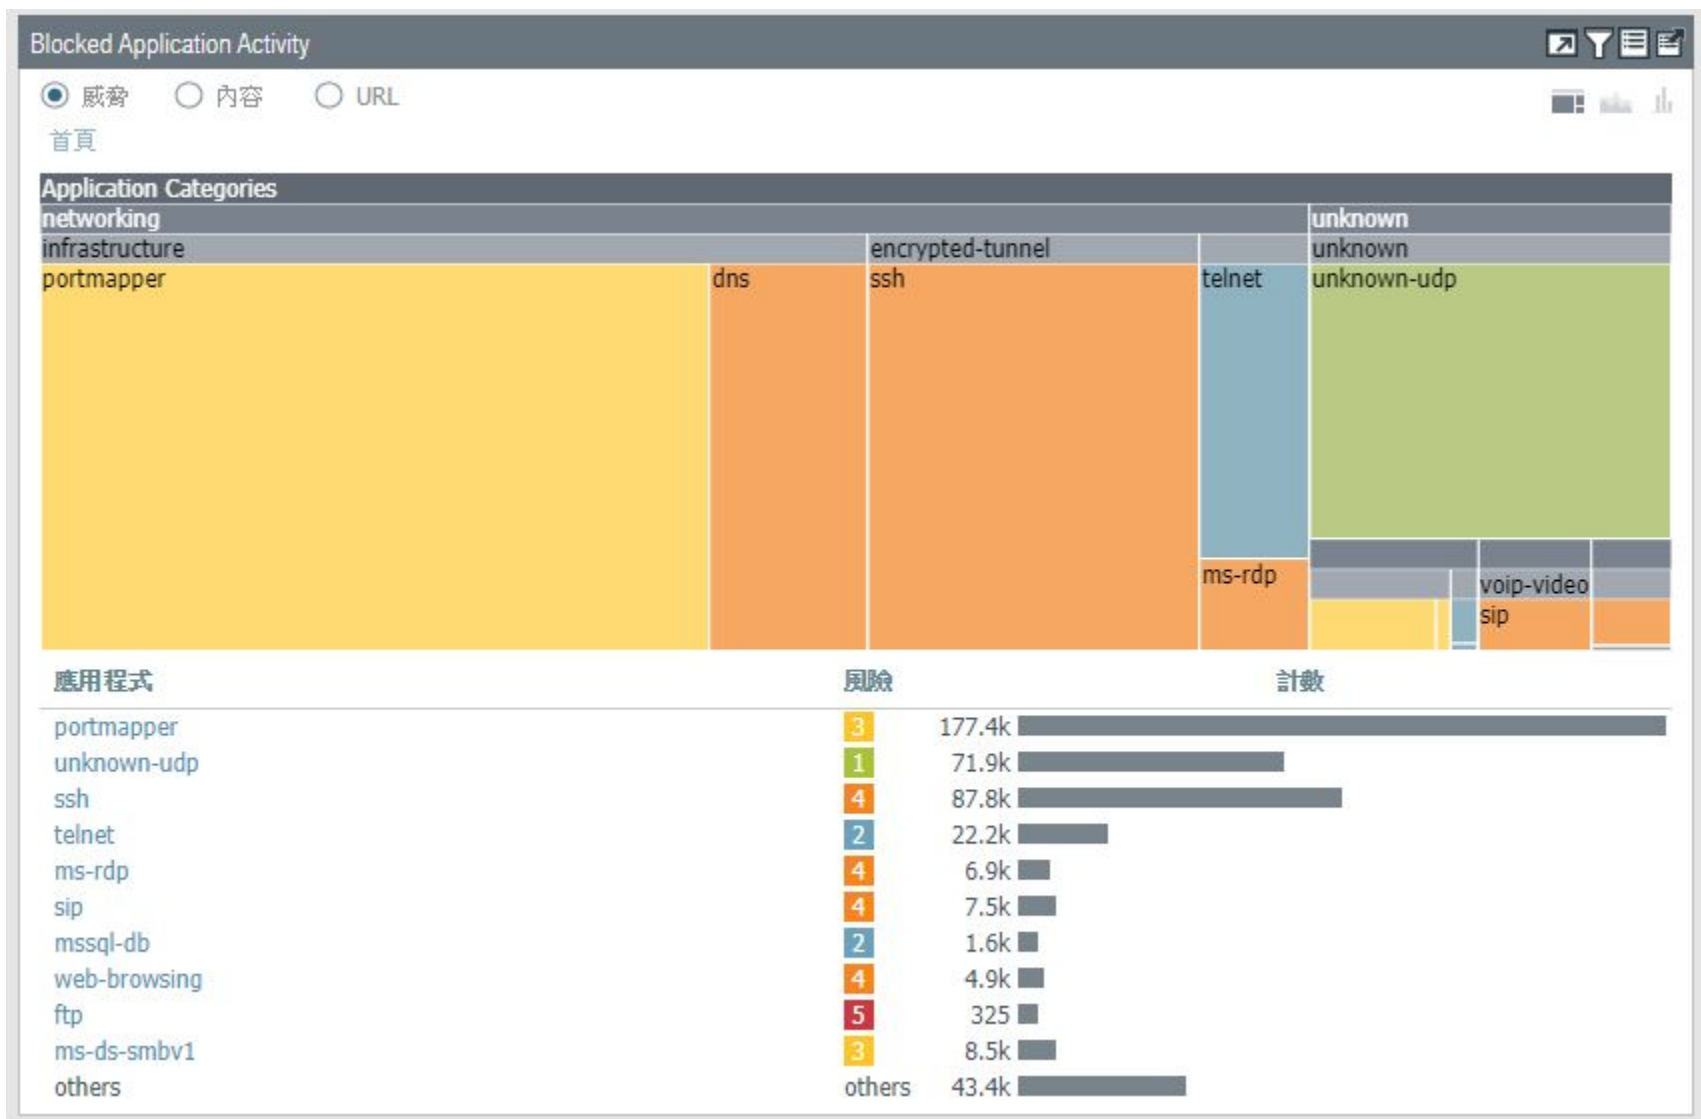 Blocked Application Activity
威脅 內容 URL
首頁
Application Categories
networking unknown
infrastructure encrypted-tunnel unknown
portmapper dns ssh telnet unknown-udp
ms-rdp voip-video
sip
應用程式 風險 計數
portmapper 3 177.4k
unknown-udp 1 71.9k
ssh 4 87.8k
telnet 2 22.2k
ms-rdp 4 6.9k
sip 4 7.5k
mssql-db 2 1.6k
web-browsing 4 4.9k
ftp 5 325
ms-ds-smbv1 3 8.5k
others others 43.4k